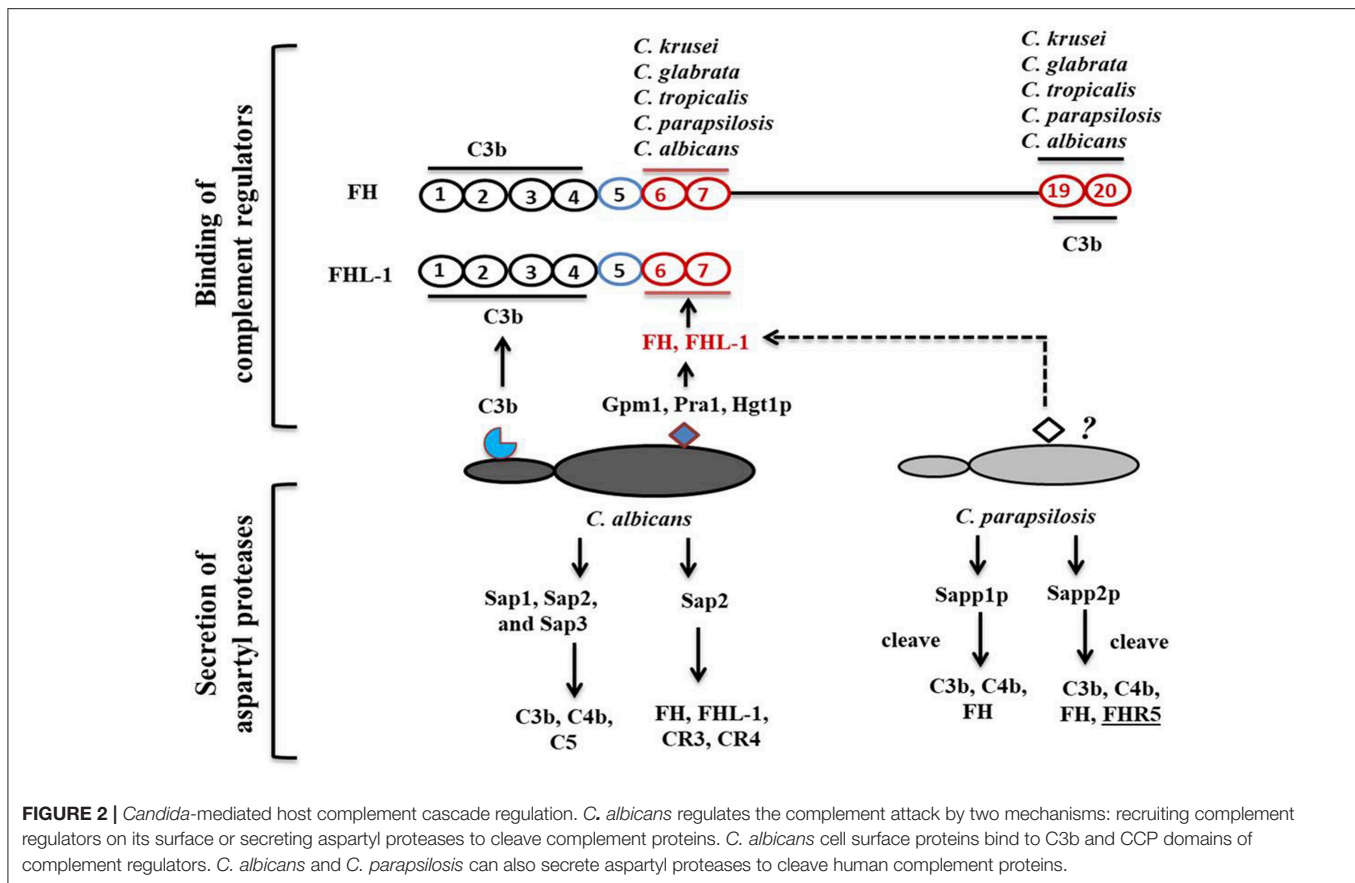 Binding of
complement regulators
C. krusei
C. glabrata
C. tropicalis
C. parapsilosis
C. albicans
C. krusei
C. glabrata
C. tropicalis
C. parapsilosis
C. albicans
C3b
FH
1 2 3 4 5 6 7
19 20
C3b
FHL-1
1 2 3 4 5 6 7
C3b
FH, FHL-1
C3b
Gpm1, Pra1, Hgt1p
?
Secretion of
aspartyl proteases
C. albicans
C. parapsilosis
Sap1, Sap2,
and Sap3
Sap2
Sapp1p
Sapp2p
cleave
cleave
C3b, C4b,
C5
FH, FHL-1,
CR3, CR4
C3b, C4b,
FH
C3b, C4b,
FH, FHR5
FIGURE 2 | Candida-mediated host complement cascade regulation. C. albicans regulates the complement attack by two mechanisms: recruiting complement
regulators on its surface or secreting aspartyl proteases to cleave complement proteins. C. albicans cell surface proteins bind to C3b and CCP domains of
complement regulators. C. albicans and C. parapsilosis can also secrete aspartyl proteases to cleave human complement proteins.